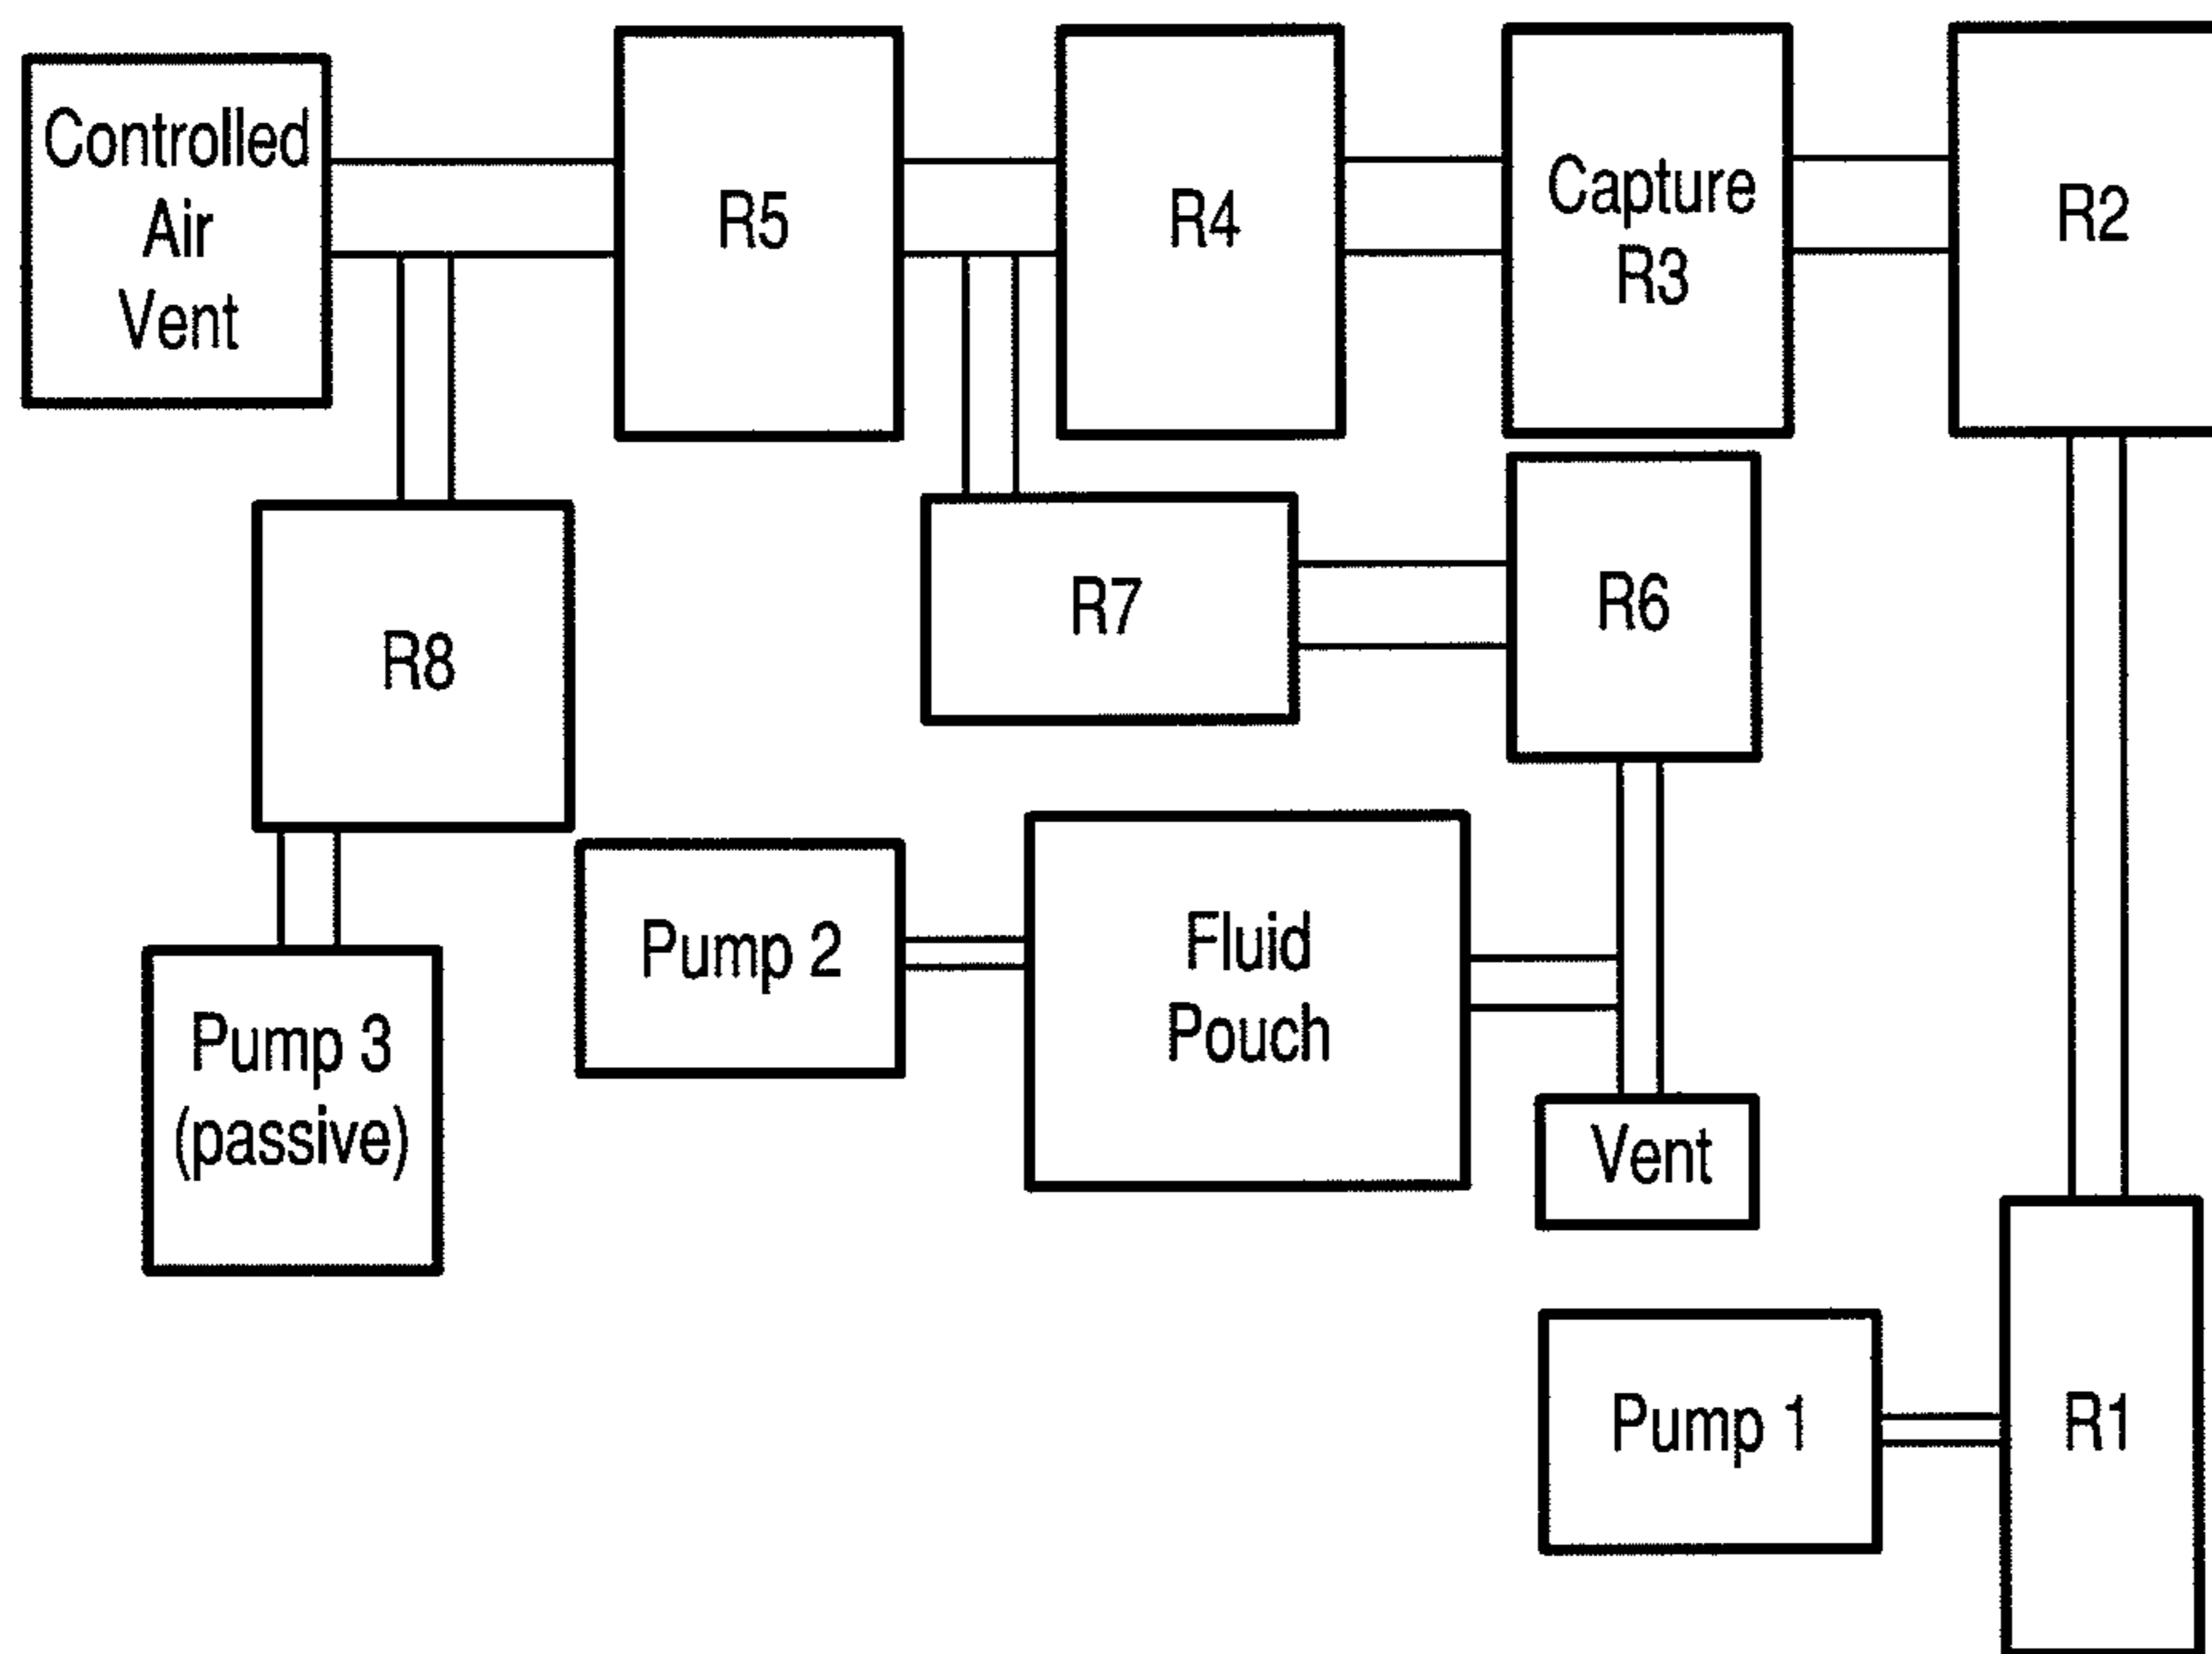 Controlled
Air
Vent
R5
R4
Capture
R3
R2
R8
R7
R6
Pump 2
Fluid
Pouch
Pump 3
(passive)
Vent
Pump 1
R1